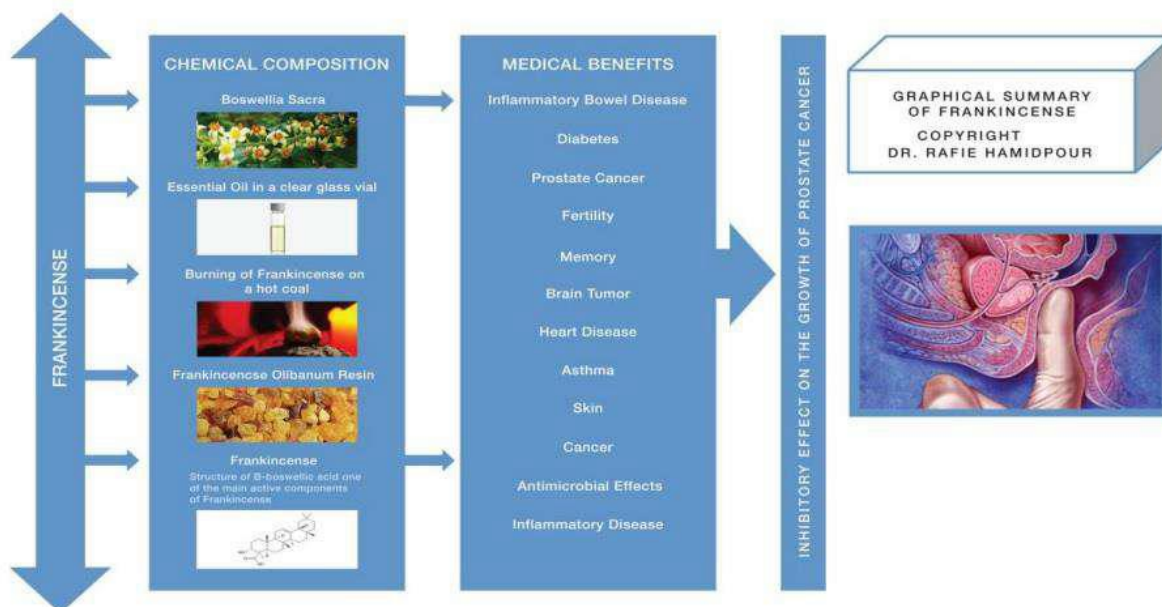 FRANKINCENSE
CHEMICAL COMPOSITION
Boswellia Sacra
Essential Oil in a clear glass vial
Burning of Frankincense on
a hot coal
Frankincencse Olibanum Resin
Frankincense
Structure of B-boswellic acid one
of the main active components
of Frankincense
MEDICAL BENEFITS
Inflammatory Bowel Disease
Diabetes
Prostate Cancer
Fertility
Memory
Brain Tumor
Heart Disease
Asthma
Skin
Cancer
Antimicrobial Effects
Inflammatory Disease
INHIBITORY EFFECT ON THE GROWTH OF PROSTATE CANCER
GRAPHICAL SUMMARY
OF FRANKINCENSE
COPYRIGHT
DR. RAFIE HAMIDPOUR